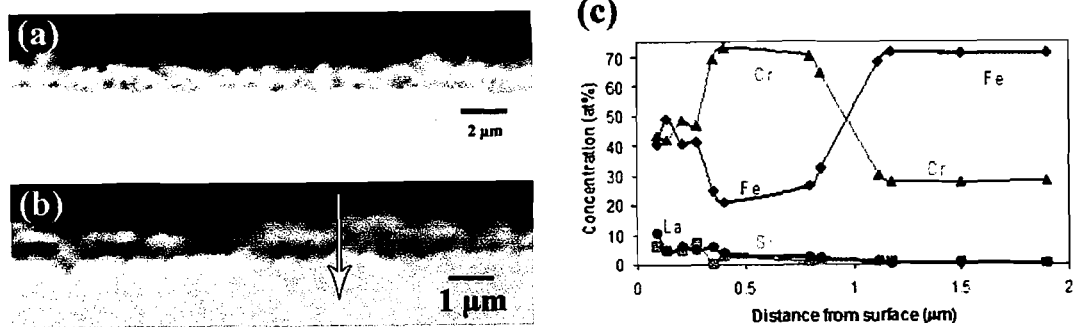 (a)
2 µm
(b)
1 µm
(c)
Concentration (at%)
70
60
50
40
30
20
10
0
Cr
Fe
Fe
Cr
La
Sr
0
0.5
1
1.5
2
Distance from surface (µm)